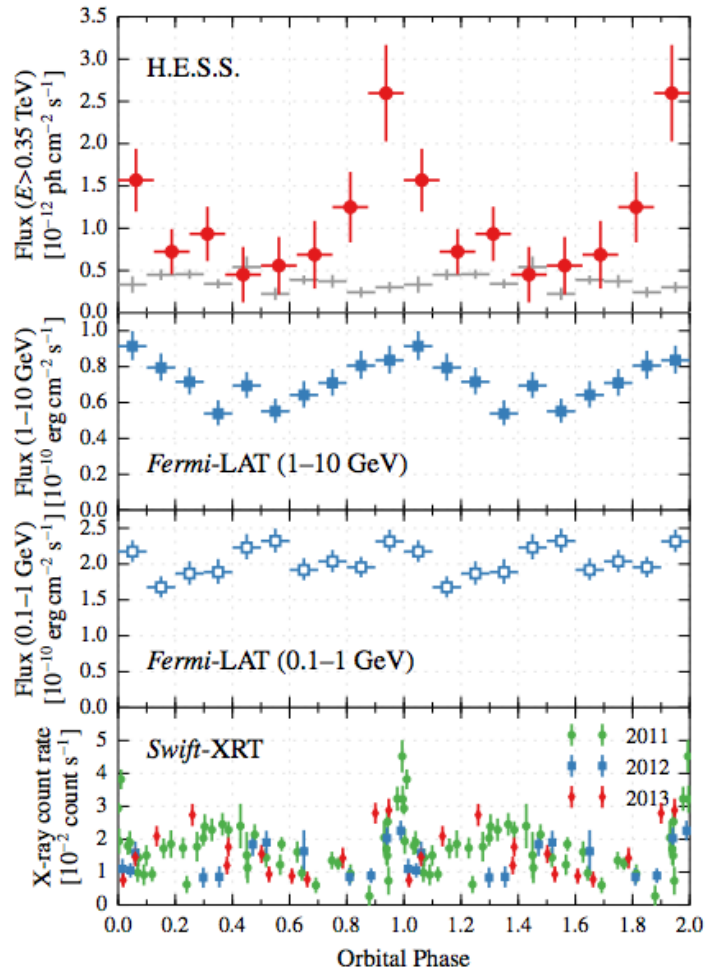 3.5
3.0
2.5
2.0
1.5
1.0
0.5
0.0
Flux (E>0.35 TeV)
[10⁻¹² ph cm⁻² s⁻¹]
H.E.S.S.
1.0
0.8
0.6
0.4
0.2
0.0
Flux (1–10 GeV)
[10⁻¹⁰ erg cm⁻² s⁻¹]
Fermi-LAT (1–10 GeV)
2.5
2.0
1.5
1.0
0.5
0.0
Flux (0.1–1 GeV)
[10⁻¹⁰ erg cm⁻² s⁻¹]
Fermi-LAT (0.1–1 GeV)
5
4
3
2
1
0
X-ray count rate
[10⁻² count s⁻¹]
Swift-XRT
2011
2012
2013
0.0 0.2 0.4 0.6 0.8 1.0 1.2 1.4 1.6 1.8 2.0
Orbital Phase